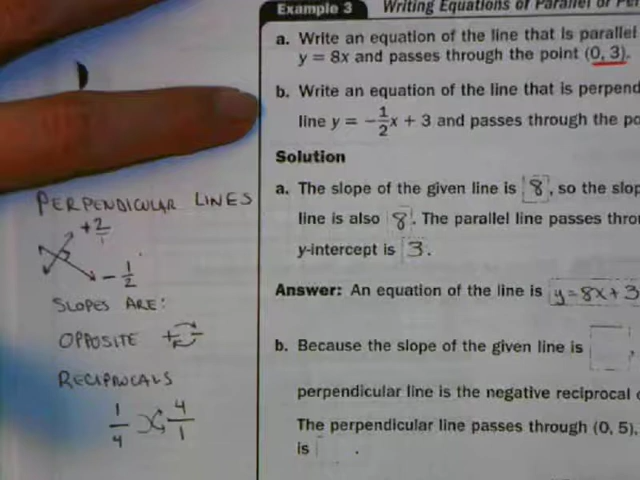 Example 3 Writing Equations of Parallel or
a. Write an equation of the line that is parallel
y = 8x and passes through the point (0, 3).
b. Write an equation of the line that is
line y = -1/2x + 3 and passes through the
Solution
a. The slope of the given line is 8, so the
line is also 8. The parallel line passes
y-intercept is 3.
Answer: An equation of the line is y=8x+3
b. Because the slope of the given line is ,
perpendicular line is the negative reciprocal
The perpendicular line passes through (0, 5),
is .
PERPENDICULAR LINES
+2/1
-1/2
SLOPES ARE:
OPPOSITE + -
RECIPROCALS
1/4 4/1